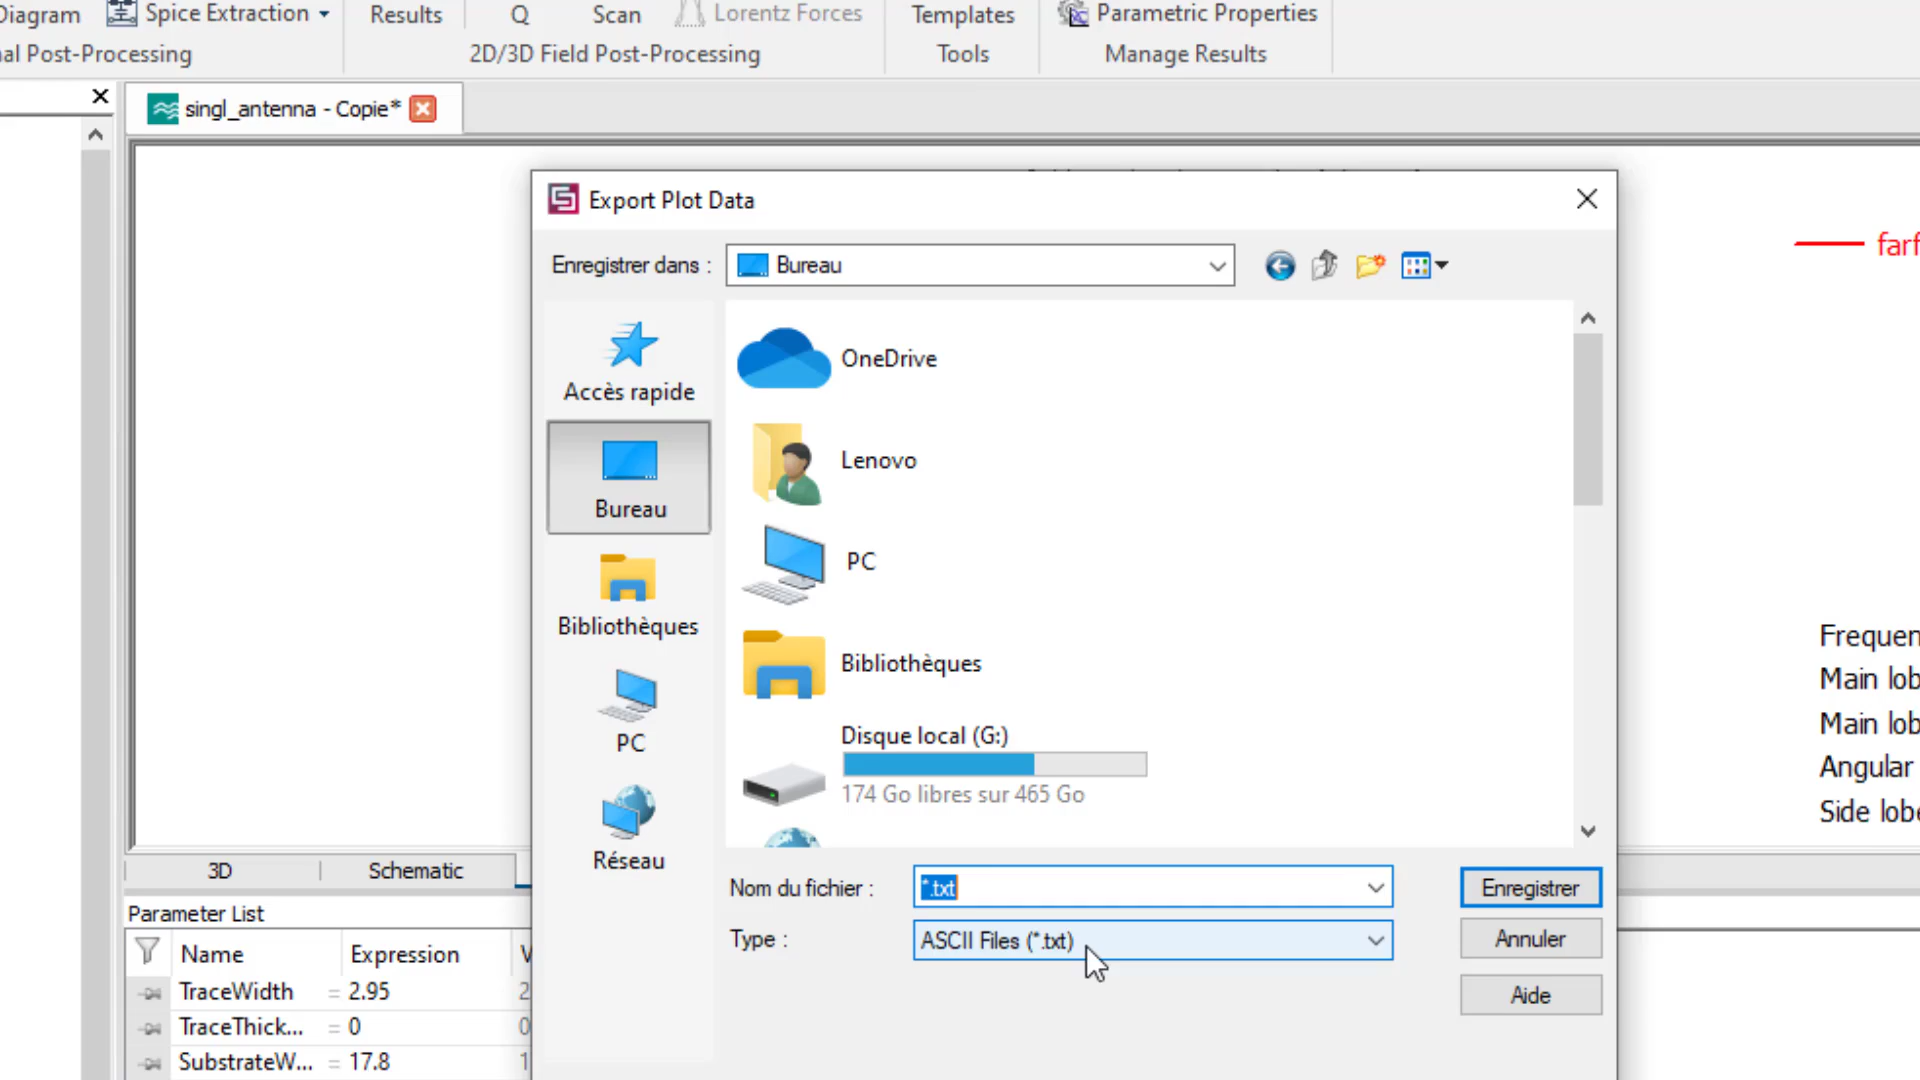 Diagram
Spice Extraction
Results
Q
Scan
Lorentz Forces
Templates
Parametric Properties
al Post-Processing
2D/3D Field Post-Processing
Tools
Manage Results
singl_antenna - Copie*
Export Plot Data
farf
Enregistrer dans :
Bureau
Accès rapide
Bureau
Bibliothèques
PC
Réseau
OneDrive
Lenovo
PC
Bibliothèques
Disque local (G:)
174 Go libres sur 465 Go
Frequen
Main lob
Main lob
Angular
Side lobe
3D
Schematic
Nom du fichier :
*.txt
Enregistrer
Type :
ASCII Files (*.txt)
Annuler
Aide
Parameter List
Name
Expression
V
TraceWidth
= 2.95
2
TraceThick...
= 0
0
SubstrateW...
= 17.8
1